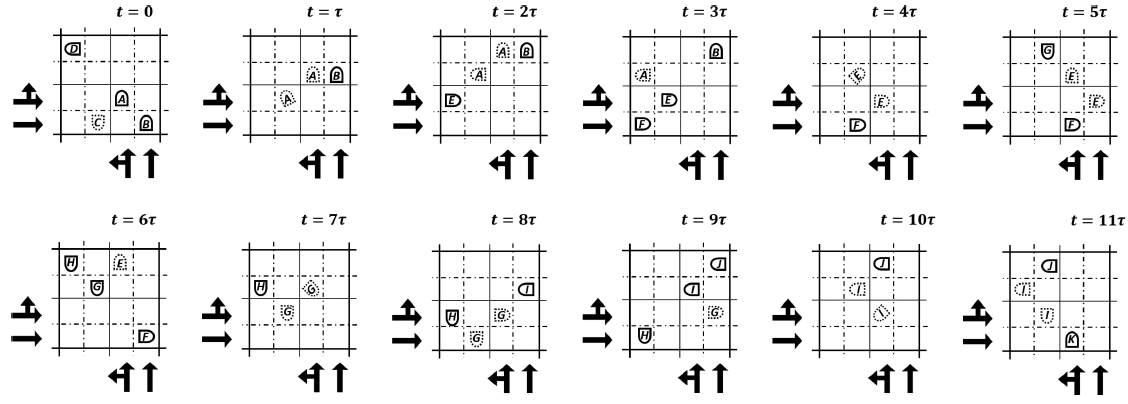 t = 0 t = τ t = 2τ t = 3τ t = 4τ t = 5τ
D A B A B B E G
A A A E E E
A E E E
C B F F F
t = 6τ t = 7τ t = 8τ t = 9τ t = 10τ t = 11τ
H E J J J
G H G I I I I
G H G G I I
F G H K